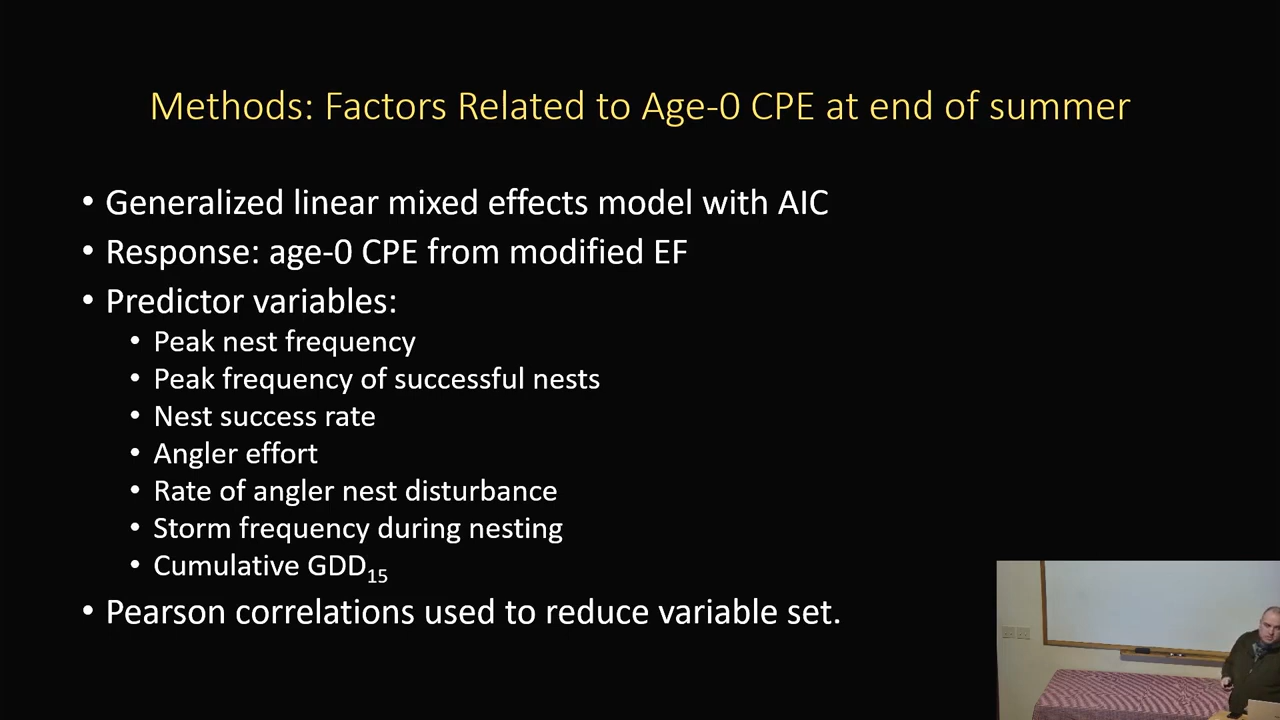 Methods: Factors Related to Age-0 CPE at end of summer
• Generalized linear mixed effects model with AIC
• Response: age-0 CPE from modified EF
• Predictor variables:
• Peak nest frequency
• Peak frequency of successful nests
• Nest success rate
• Angler effort
• Rate of angler nest disturbance
• Storm frequency during nesting
• Cumulative GDD15
• Pearson correlations used to reduce variable set.